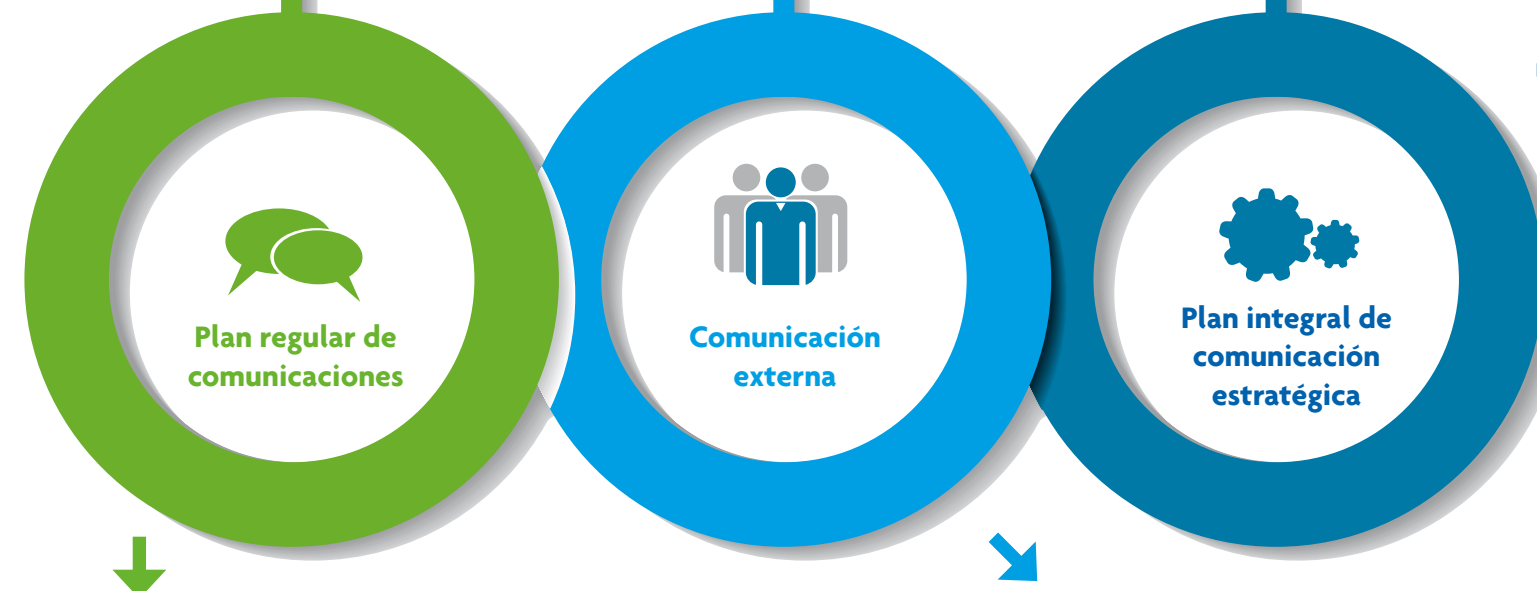 Plan regular de
comunicaciones
Comunicación
externa
Plan integral de
comunicación
estratégica